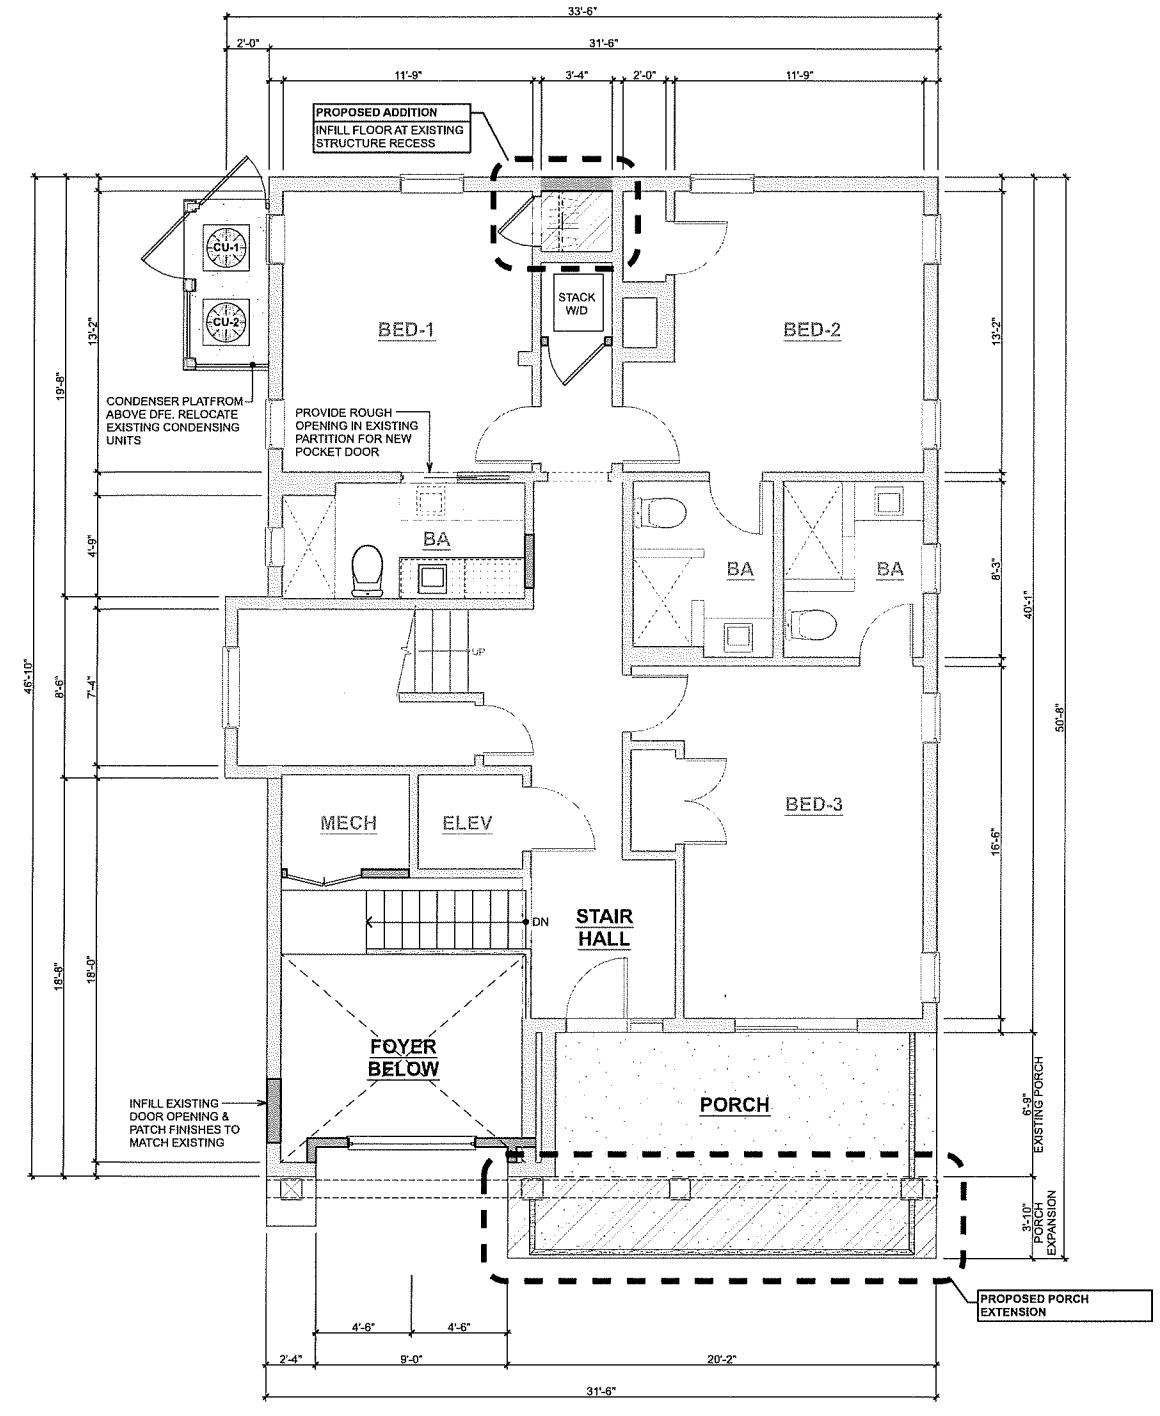 33'-6"
2'-0"
31'-6"
11'-9"
3'-4"
2'-0"
11'-9"
PROPOSED ADDITION
INFILL FLOOR AT EXISTING
STRUCTURE RECESS
CU-1
CU-2
STACK
W/D
BED-1
BED-2
13'-2"
13'-2"
19'-8"
CONDENSER PLATFROM
ABOVE DFE. RELOCATE
EXISTING CONDENSING
UNITS
PROVIDE ROUGH
OPENING IN EXISTING
PARTITION FOR NEW
POCKET DOOR
BA
BA
BA
4'-9"
8'-3"
40'-1"
46'-10"
8'-6"
7'-4"
UP
50'-8"
MECH
ELEV
BED-3
16'-6"
DN
STAIR
HALL
18'-8"
18'-0"
FOYER
BELOW
PORCH
INFILL EXISTING
DOOR OPENING &
PATCH FINISHES TO
MATCH EXISTING
6'-9"
EXISTING PORCH
3'-10"
PORCH
EXPANSION
PROPOSED PORCH
EXTENSION
4'-6"
4'-6"
2'-4"
9'-0"
20'-2"
31'-6"